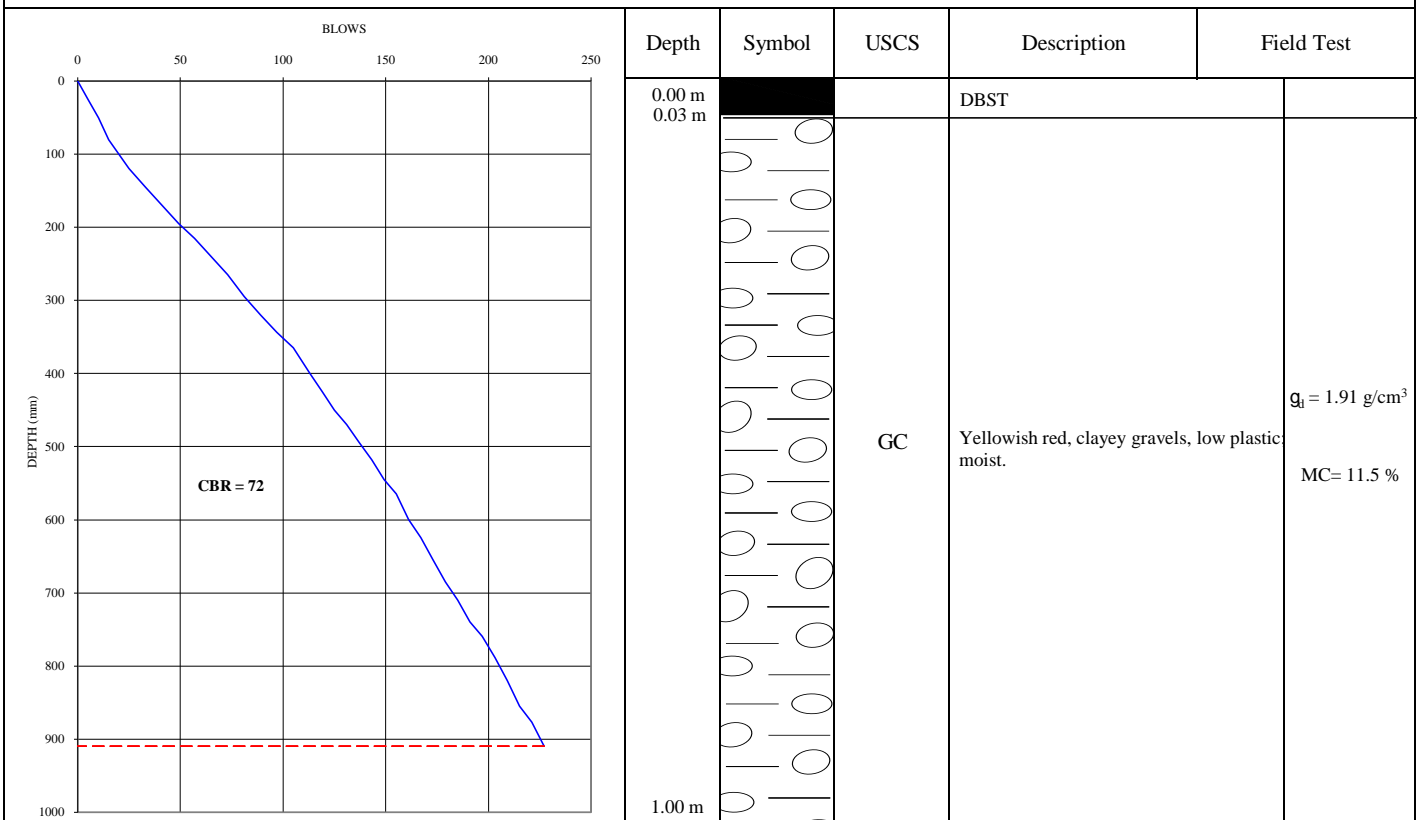 BLOWS
0 50 100 150 200 250
0
100
200
300
400
500
600
700
800
900
1000
DEPTH (mm)
CBR = 72
Depth Symbol USCS Description Field Test
0.00 m
DBST
0.03 m
GC
Yellowish red, clayey gravels, low plastic;
moist.
gd = 1.91 g/cm³
MC= 11.5 %
1.00 m